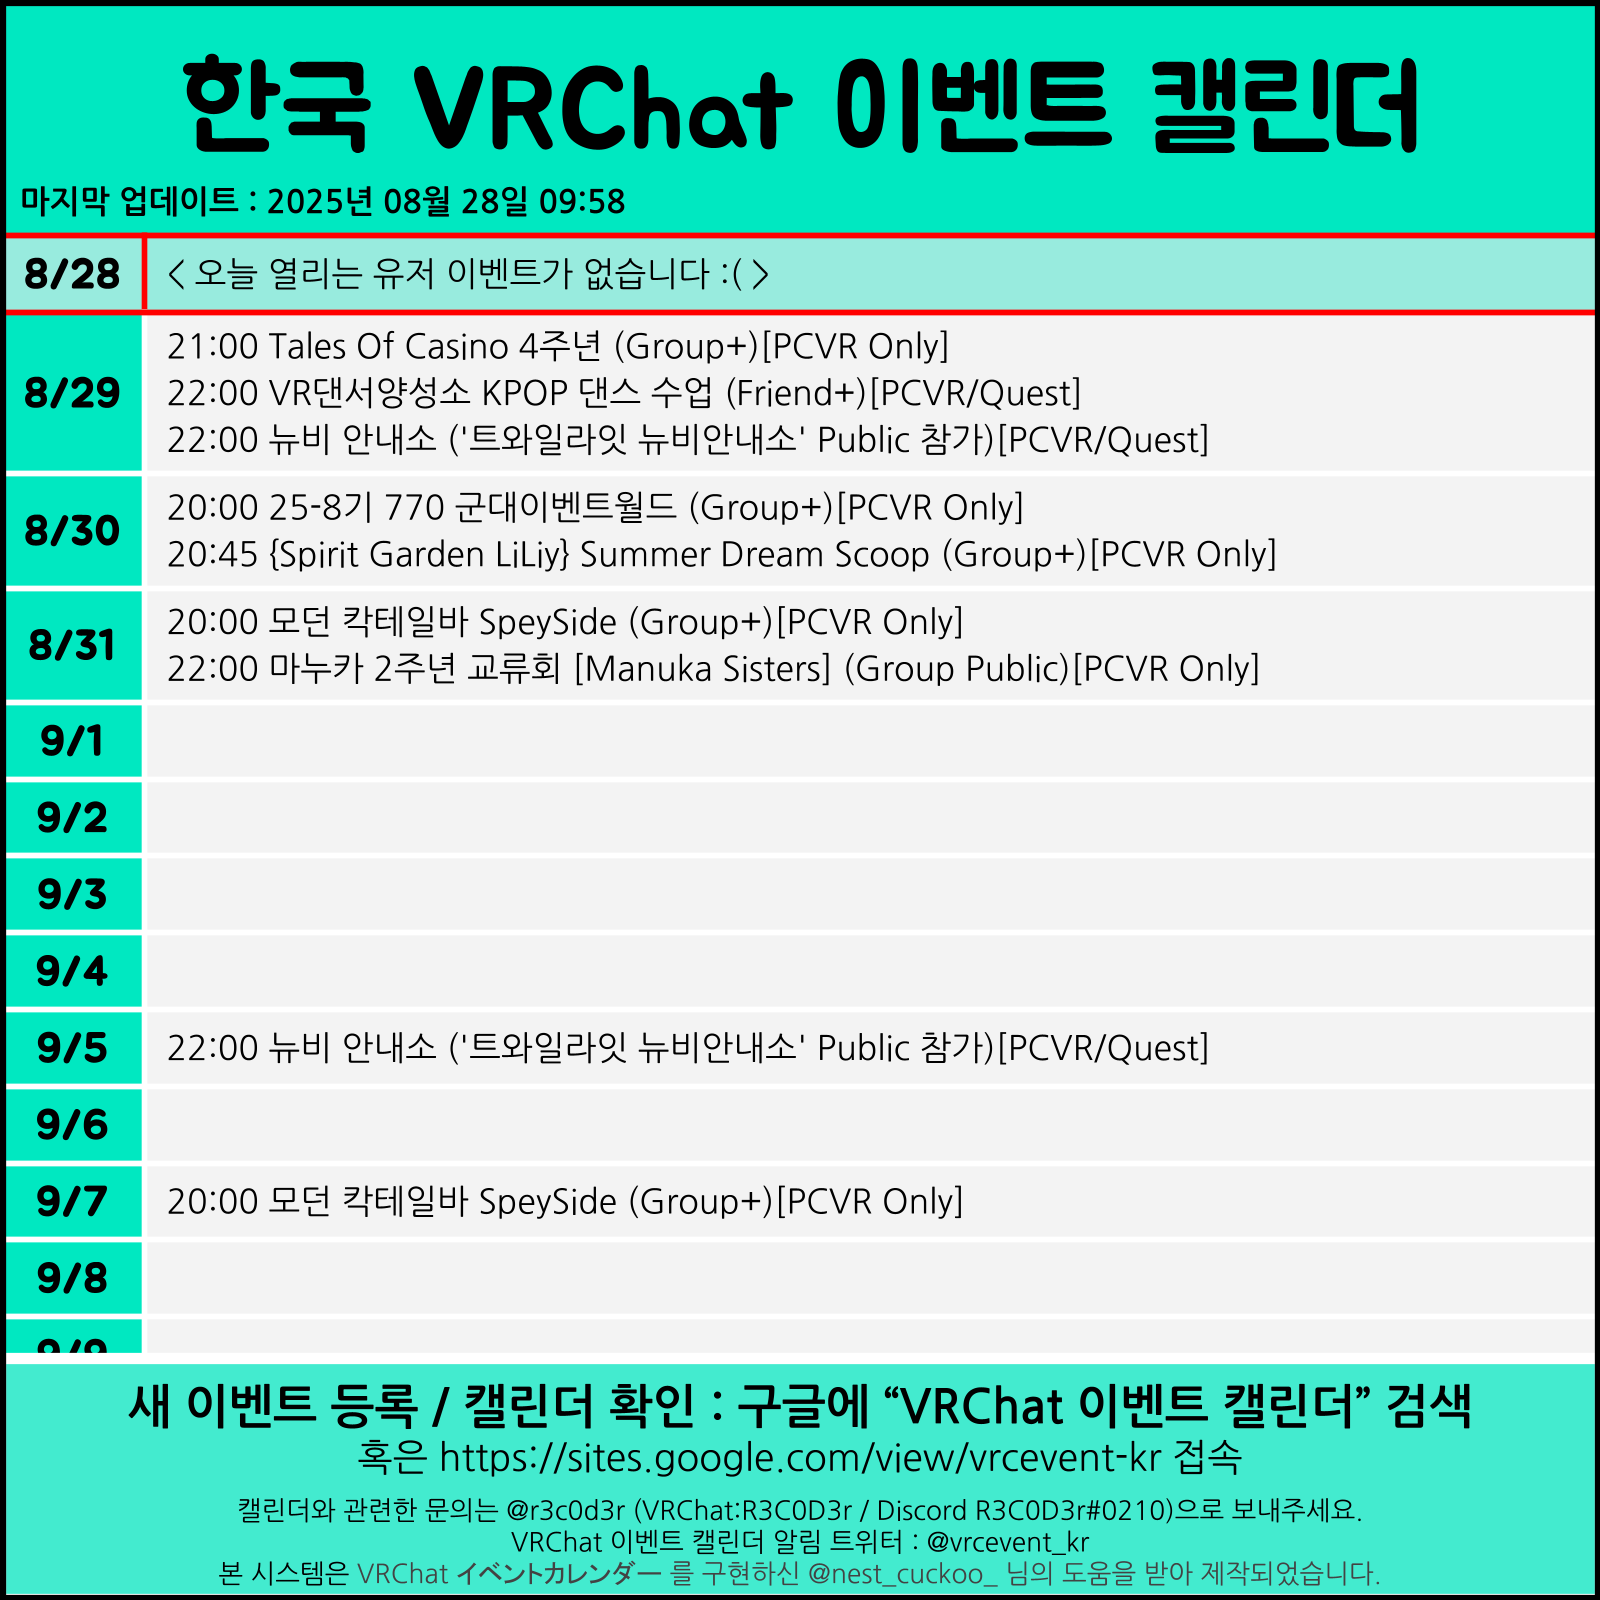 한국 VRChat 이벤트 캘린더
마지막 업데이트 : 2025년 08월 28일 09:58
8/28
< 오늘 열리는 유저 이벤트가 없습니다 :( >
8/29
21:00 Tales Of Casino 4주년 (Group+)[PCVR Only]
22:00 VR댄서양성소 KPOP 댄스 수업 (Friend+)[PCVR/Quest]
22:00 뉴비 안내소 ('트와일라잇 뉴비안내소' Public 참가)[PCVR/Quest]
8/30
20:00 25-8기 770 군대이벤트월드 (Group+)[PCVR Only]
20:45 {Spirit Garden LiLiy} Summer Dream Scoop (Group+)[PCVR Only]
8/31
20:00 모던 칵테일바 SpeySide (Group+)[PCVR Only]
22:00 마누카 2주년 교류회 [Manuka Sisters] (Group Public)[PCVR Only]
9/1
9/2
9/3
9/4
9/5
22:00 뉴비 안내소 ('트와일라잇 뉴비안내소' Public 참가)[PCVR/Quest]
9/6
9/7
20:00 모던 칵테일바 SpeySide (Group+)[PCVR Only]
9/8
9/9
새 이벤트 등록 / 캘린더 확인 : 구글에 “VRChat 이벤트 캘린더” 검색
혹은 https://sites.google.com/view/vrcevent-kr 접속
캘린더와 관련한 문의는 @r3c0d3r (VRChat:R3C0D3r / Discord R3C0D3r#0210)으로 보내주세요.
VRChat 이벤트 캘린더 알림 트위터 : @vrcevent_kr
본 시스템은 VRChat イベントカレンダー 를 구현하신 @nest_cuckoo_ 님의 도움을 받아 제작되었습니다.